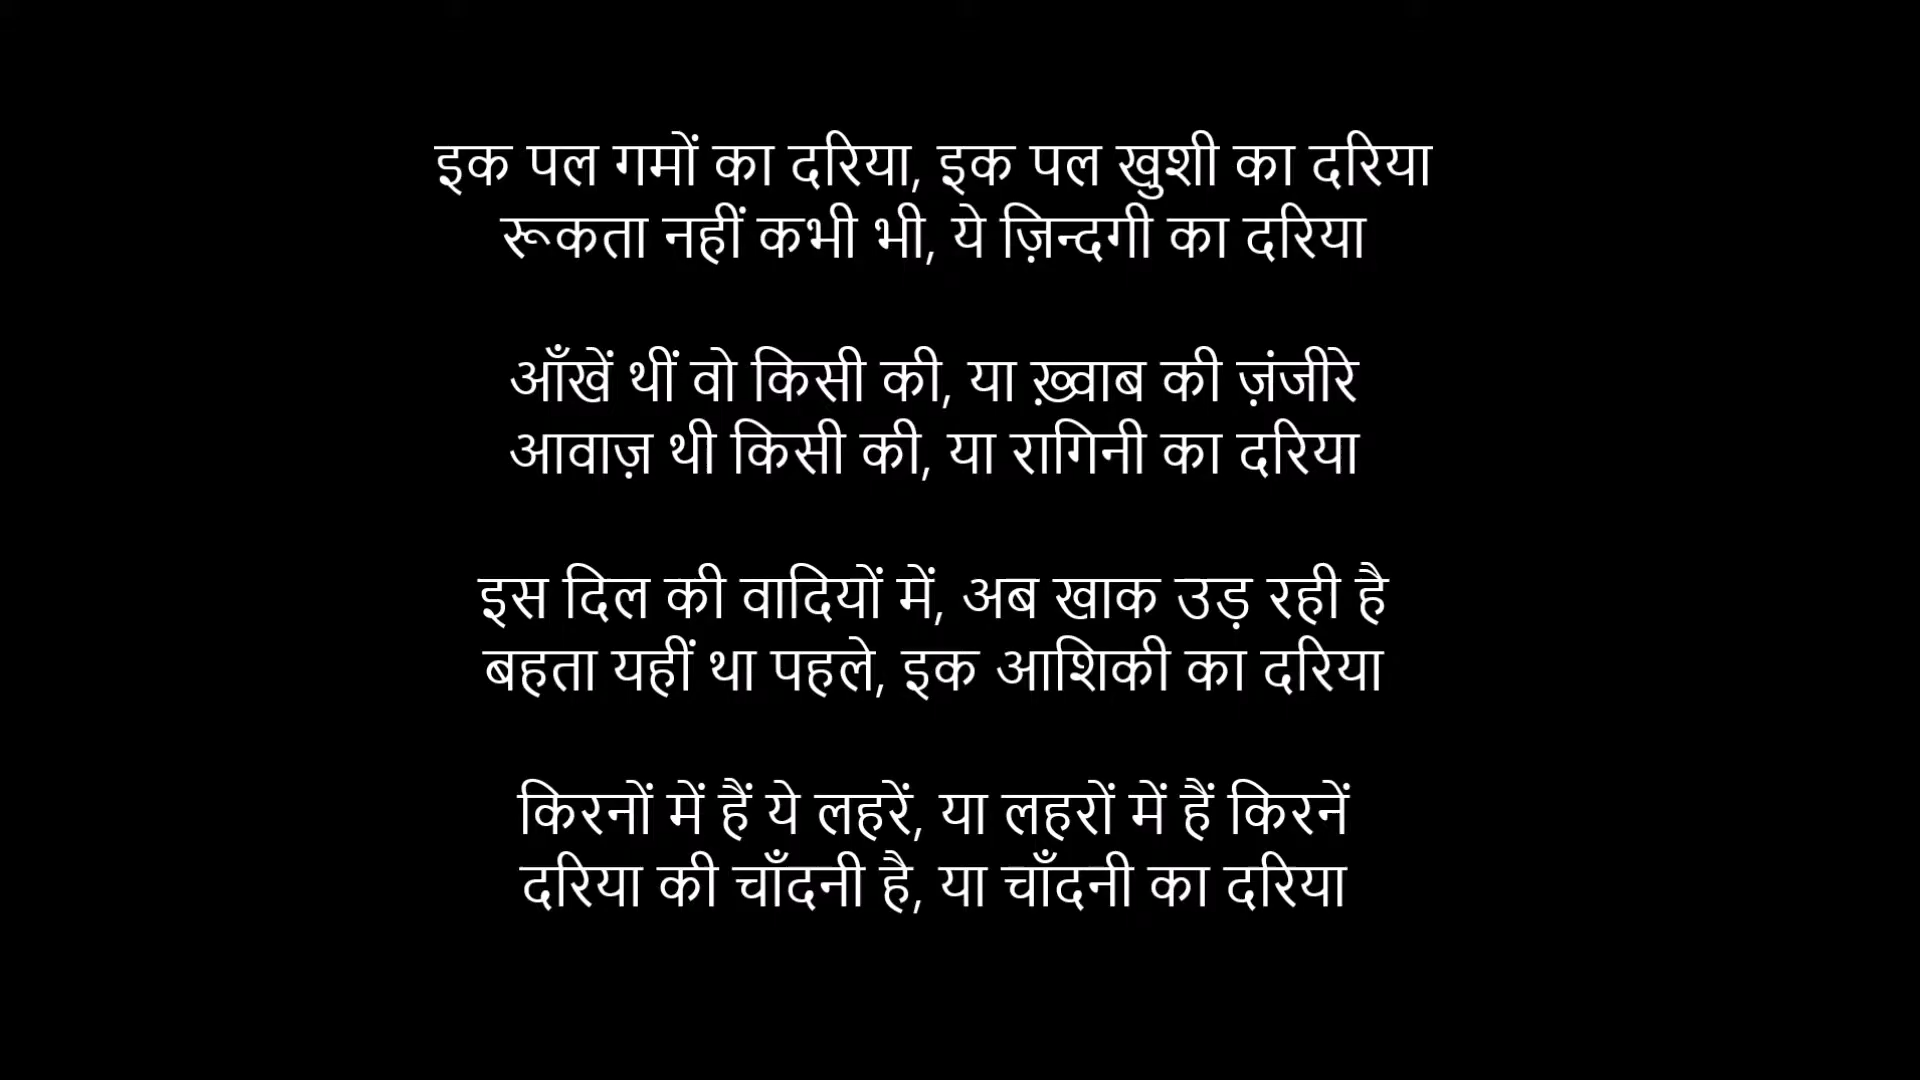 इक पल गमों का दरिया, इक पल खुशी का दरिया
रूकता नहीं कभी भी, ये ज़िन्दगी का दरिया
आँखें थीं वो किसी की, या ख़्वाब की ज़ंजीरे
आवाज़ थी किसी की, या रागिनी का दरिया
इस दिल की वादियों में, अब खाक उड़ रही है
बहता यहीं था पहले, इक आशिकी का दरिया
किरनों में हैं ये लहरें, या लहरों में हैं किरनें
दरिया की चाँदनी है, या चाँदनी का दरिया